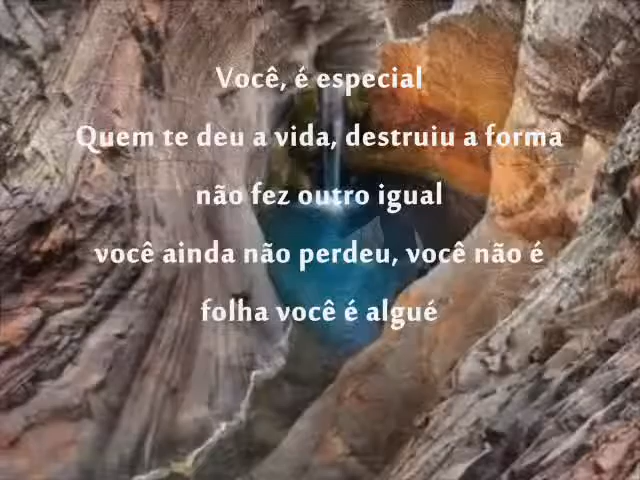 Você, é especial
Quem te deu a vida, destruiu a forma
não fez outro igual
você ainda não perdeu, você não é
folha você é algué